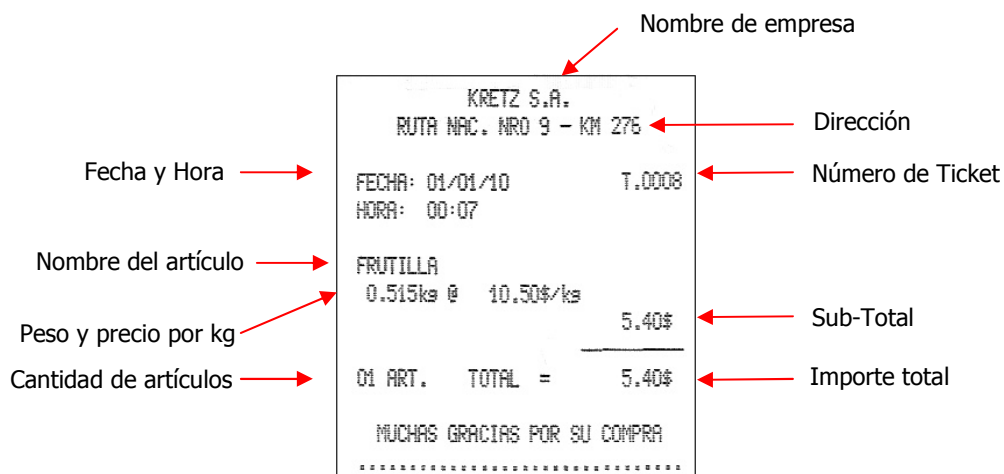 Nombre de empresa
KRETZ S.A.
RUTA NAC. NRO 9 - KM 276
Dirección
Fecha y Hora
FECHA: 01/01/10 T.0008
Número de Ticket
HORA: 00:07
Nombre del artículo
FRUTILLA
0.515kg @ 10.50$/kg
Peso y precio por kg
5.40$
Sub-Total
Cantidad de artículos
01 ART. TOTAL = 5.40$
Importe total
MUCHAS GRACIAS POR SU COMPRA